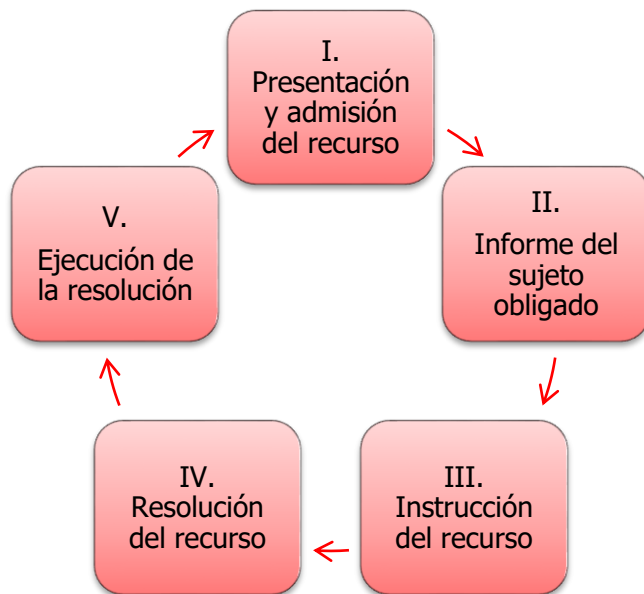 I.
Presentación
y admisión
del recurso
II.
Informe del
sujeto
obligado
III.
Instrucción
del recurso
IV.
Resolución
del recurso
V.
Ejecución de
la resolución